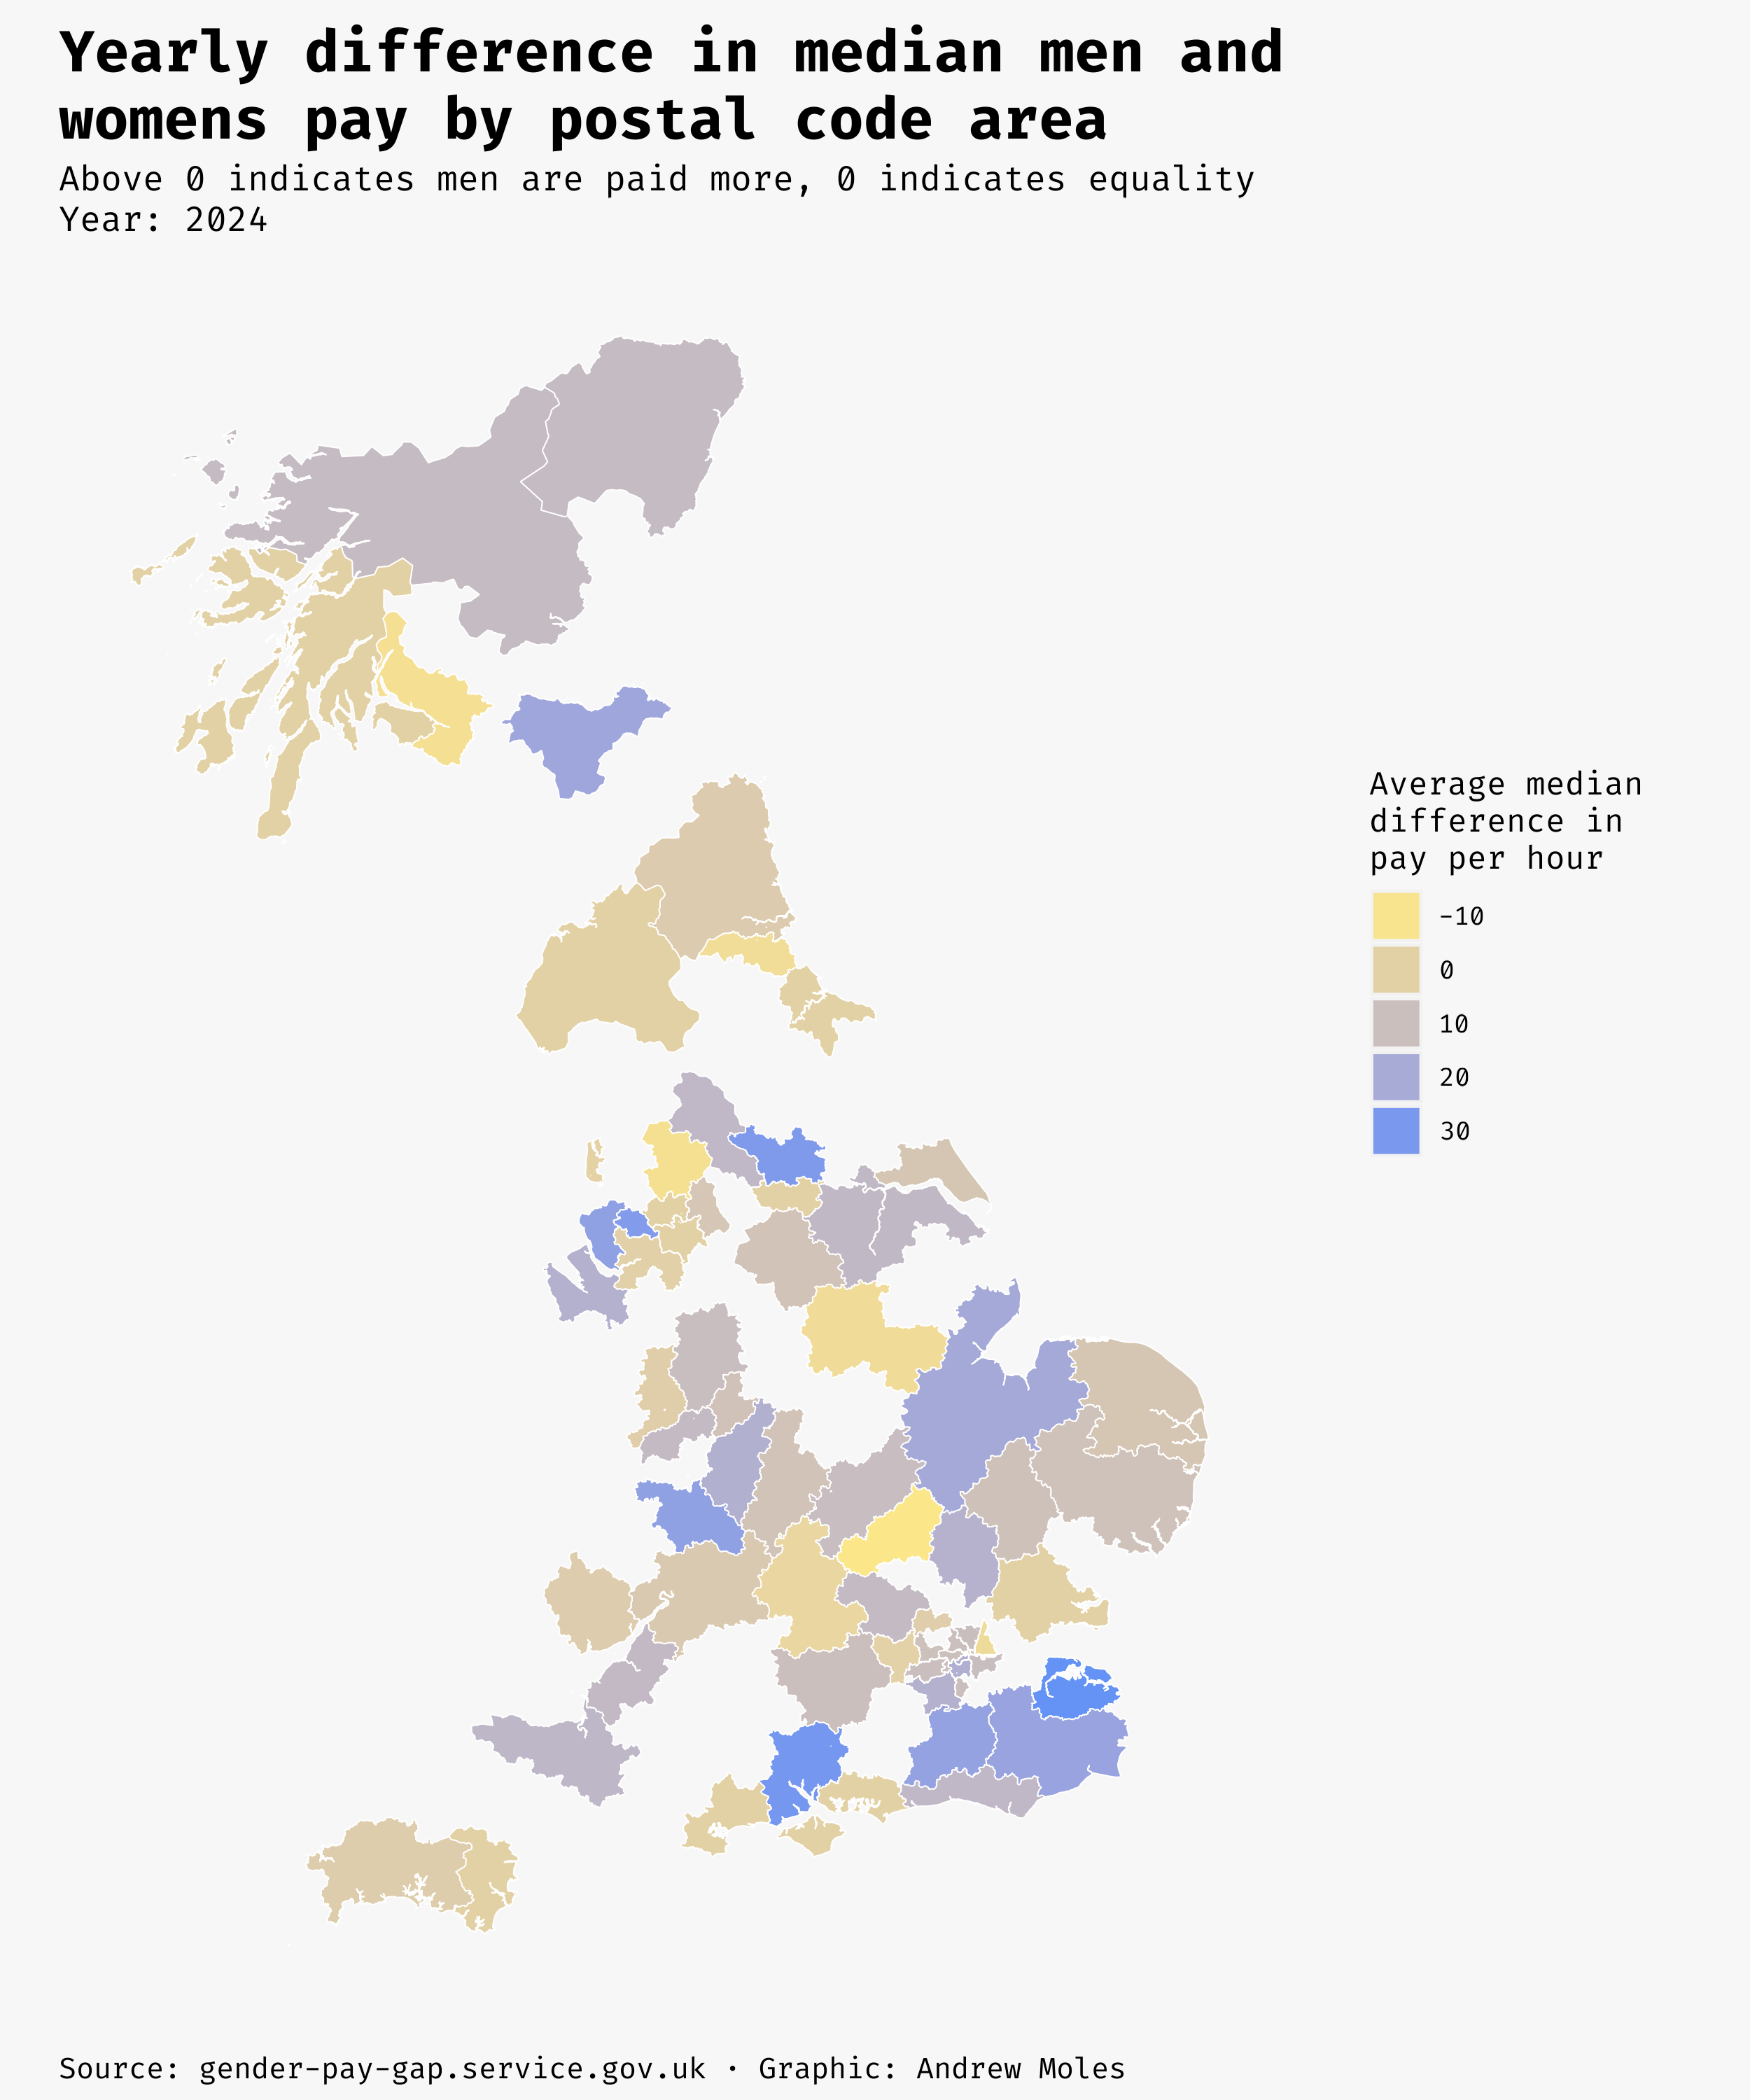 Yearly difference in median men and
womens pay by postal code area
Above 0 indicates men are paid more, 0 indicates equality
Year: 2024
Average median
difference in
pay per hour
-10
0
10
20
30
Source: gender-pay-gap.service.gov.uk · Graphic: Andrew Moles